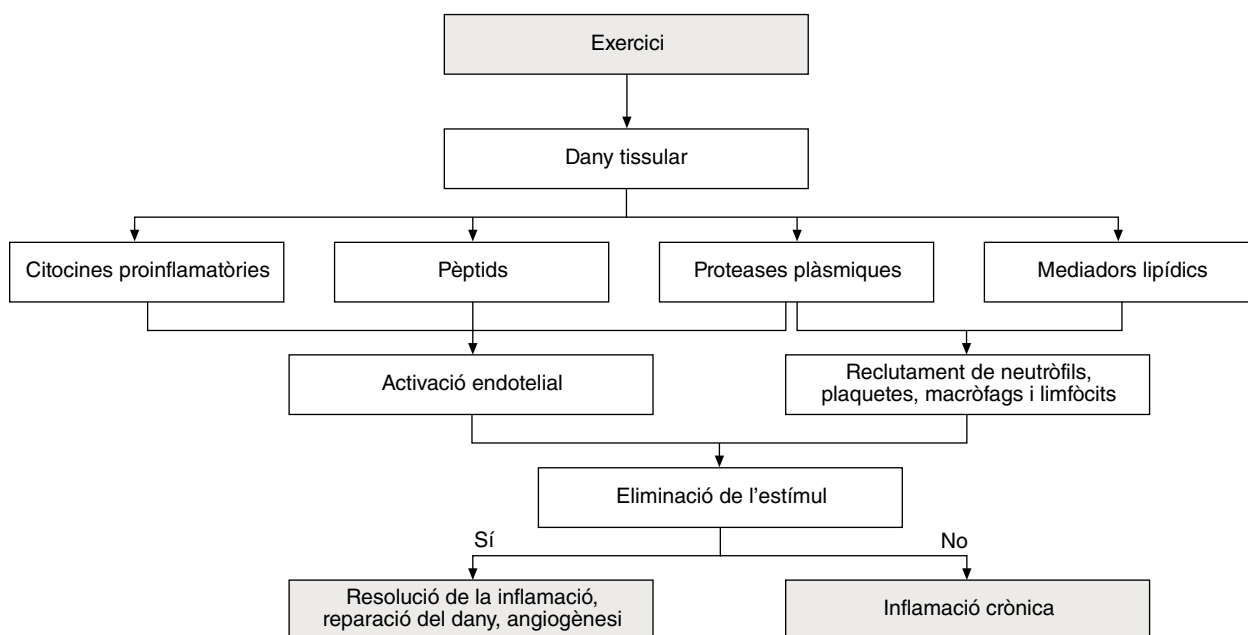 Exercici
Dany tissular
Citocines proinflamatòries
Pèptids
Proteases plàsmiques
Mediadors lipídics
Activació endotelial
Reclutament de neutròfils,
plaquetes, macròfags i limfòcits
Eliminació de l’estímul
Sí
No
Resolució de la inflamació,
reparació del dany, angiogènesi
Inflamació crònica